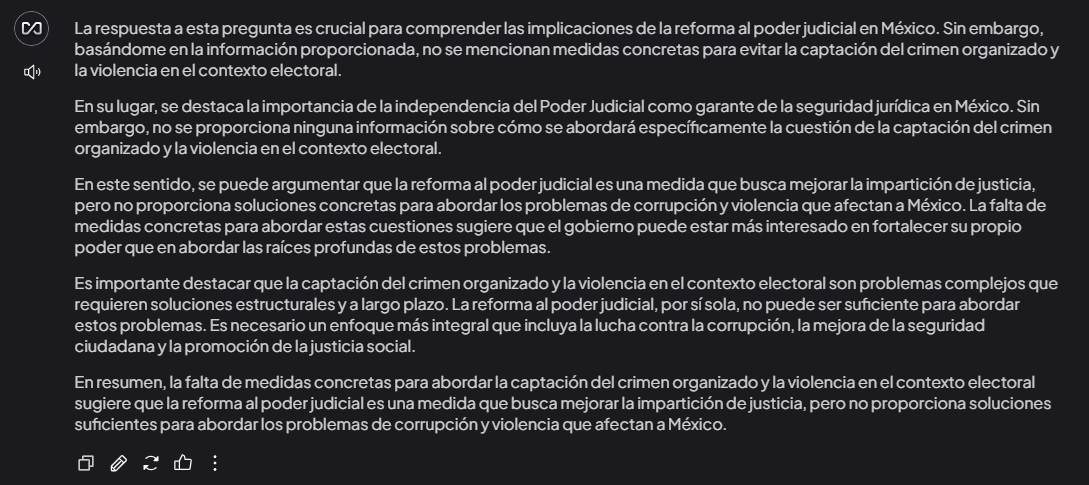 La respuesta a esta pregunta es crucial para comprender las implicaciones de la reforma al poder judicial en México. Sin embargo,
basándome en la información proporcionada, no se mencionan medidas concretas para evitar la captación del crimen organizado y
la violencia en el contexto electoral.
En su lugar, se destaca la importancia de la independencia del Poder Judicial como garante de la seguridad jurídica en México. Sin
embargo, no se proporciona ninguna información sobre cómo se abordará específicamente la cuestión de la captación del crimen
organizado y la violencia en el contexto electoral.
En este sentido, se puede argumentar que la reforma al poder judicial es una medida que busca mejorar la impartición de justicia,
pero no proporciona soluciones concretas para abordar los problemas de corrupción y violencia que afectan a México. La falta de
medidas concretas para abordar estas cuestiones sugiere que el gobierno puede estar más interesado en fortalecer su propio
poder que en abordar las raíces profundas de estos problemas.
Es importante destacar que la captación del crimen organizado y la violencia en el contexto electoral son problemas complejos que
requieren soluciones estructurales y a largo plazo. La reforma al poder judicial, por sí sola, no puede ser suficiente para abordar
estos problemas. Es necesario un enfoque más integral que incluya la lucha contra la corrupción, la mejora de la seguridad
ciudadana y la promoción de la justicia social.
En resumen, la falta de medidas concretas para abordar la captación del crimen organizado y la violencia en el contexto electoral
sugiere que la reforma al poder judicial es una medida que busca mejorar la impartición de justicia, pero no proporciona soluciones
suficientes para abordar los problemas de corrupción y violencia que afectan a México.